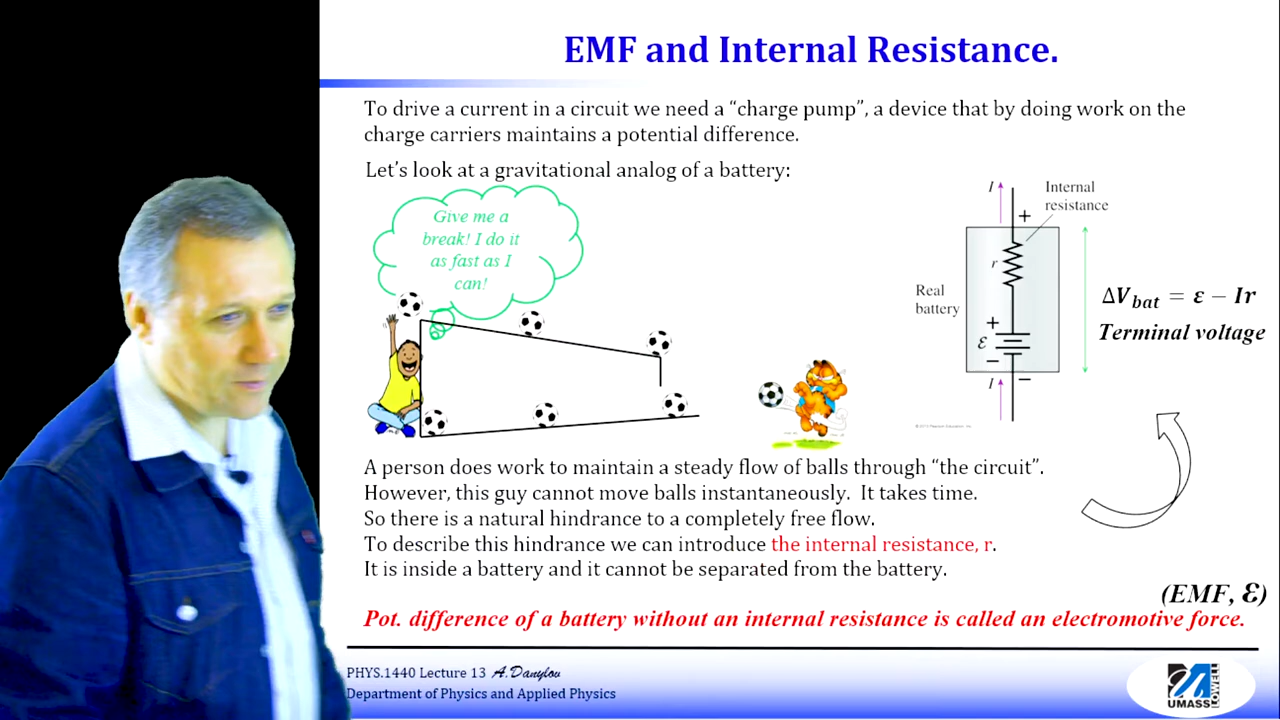 EMF and Internal Resistance.
To drive a current in a circuit we need a “charge pump”, a device that by doing work on the
charge carriers maintains a potential difference.
Let’s look at a gravitational analog of a battery:
Give me a
break! I do it
as fast as I
can!
I
Internal
resistance
+
r
Real
battery
+
ε
−
−
I
ΔV_bat = ε − Ir
Terminal voltage
© 2013 Pearson Education, Inc.
A person does work to maintain a steady flow of balls through “the circuit”.
However, this guy cannot move balls instantaneously. It takes time.
So there is a natural hindrance to a completely free flow.
To describe this hindrance we can introduce the internal resistance, r.
It is inside a battery and it cannot be separated from the battery.
(EMF, ℇ)
Pot. difference of a battery without an internal resistance is called an electromotive force.
PHYS.1440 Lecture 13 A.Danylov
Department of Physics and Applied Physics
UMASS LOWELL